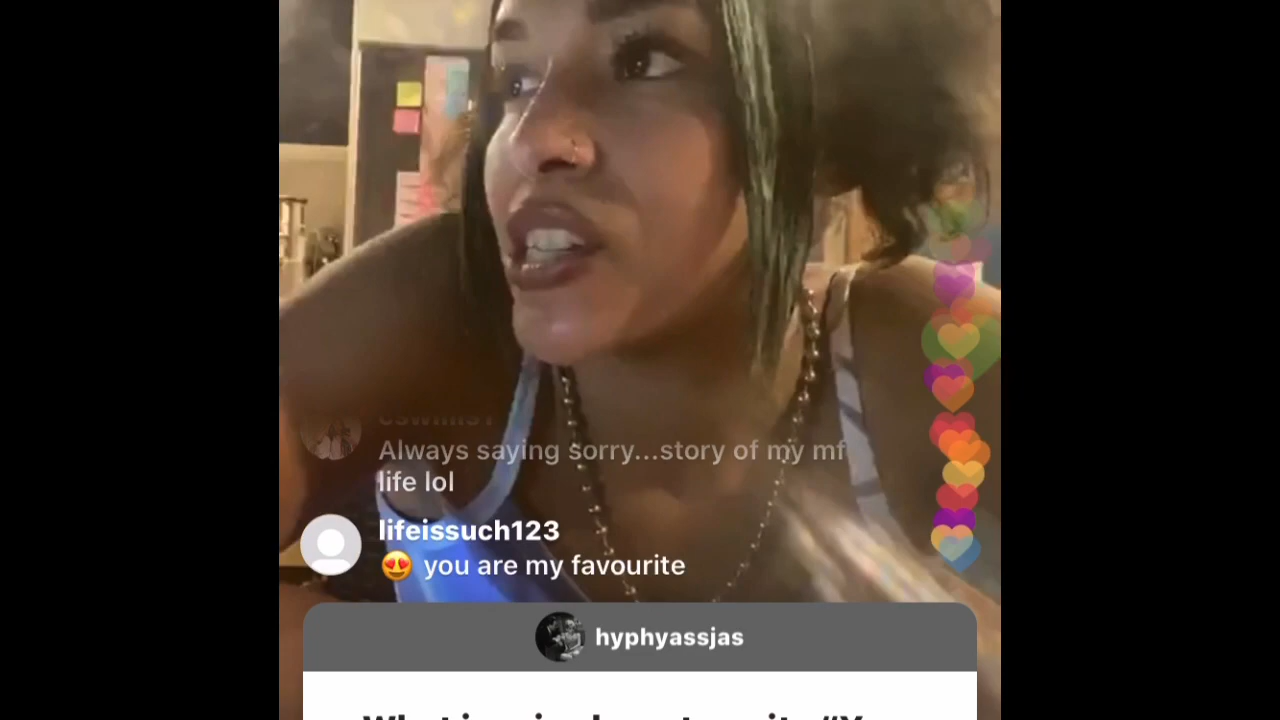 Always saying sorry...story of my mf
life lol
lifeissuch123
😍 you are my favourite
hyphyassjas